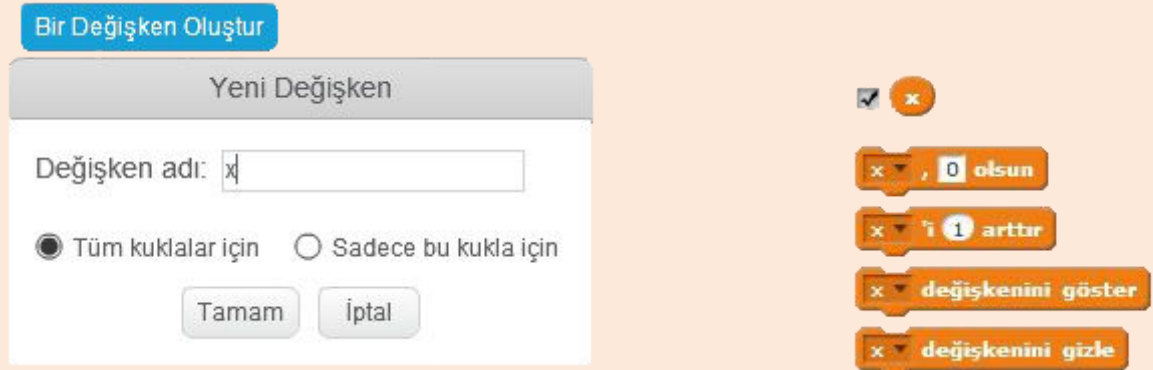 Bir Değişken Oluştur
Yeni Değişken
Değişken adı: x
Tüm kuklalar için Sadece bu kukla için
Tamam İptal
x
x , 0 olsun
x 'i 1 arttır
x değişkenini göster
x değişkenini gizle